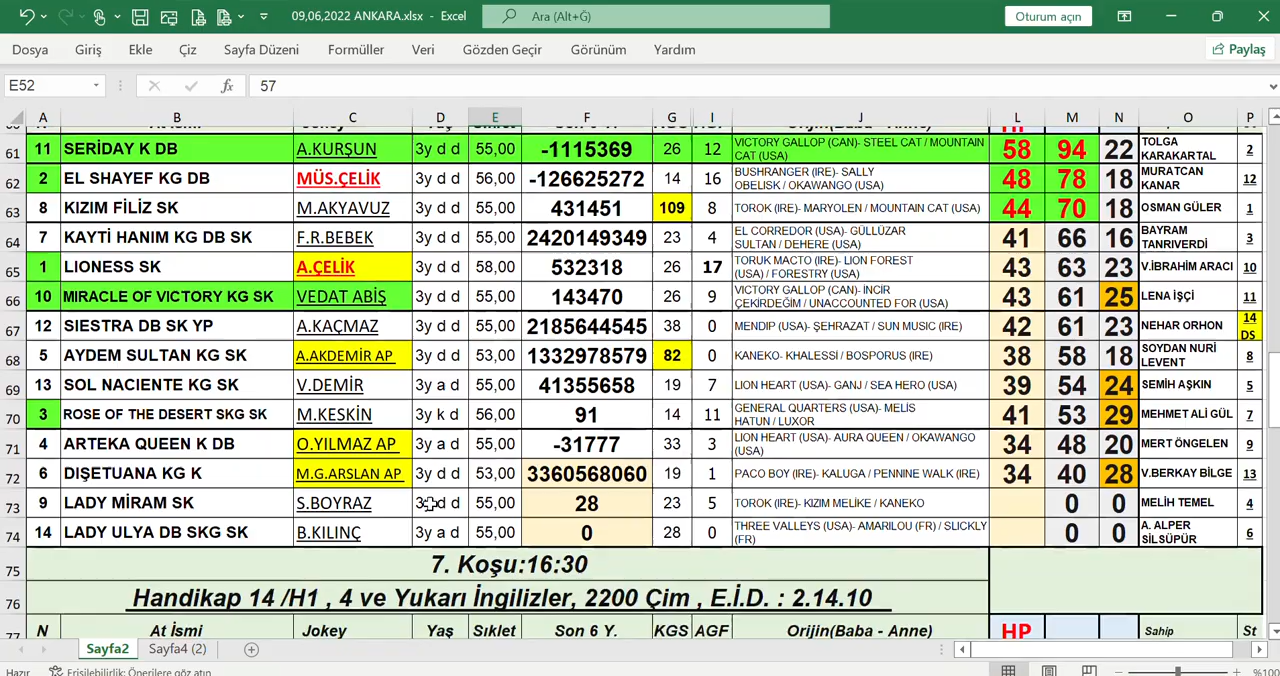 09,06,2022 ANKARA.xlsx - Excel
Ara (Alt+G)
Oturum açın
Dosya Giriş Ekle Çiz Sayfa Düzeni Formüller Veri Gözden Geçir Görünüm Yardım
Paylaş
E52 fx 57
A B C D E F G I J L M N O P
61 11 SERİDAY K DB A.KURŞUN 3y d d 55,00 -1115369 26 12 VICTORY GALLOP (CAN)- STEEL CAT / MOUNTAIN CAT (USA) 58 94 22 TOLGA KARAKARTAL 2
62 2 EL SHAYEF KG DB MÜS.ÇELİK 3y d d 56,00 -126625272 14 16 BUSHRANGER (IRE)- SALLY OBELISK / OKAWANGO (USA) 48 78 18 MURATCAN KANAR 12
63 8 KIZIM FİLİZ SK M.AKYAVUZ 3y d d 55,00 431451 109 8 TOROK (IRE)- MARYOLEN / MOUNTAIN CAT (USA) 44 70 18 OSMAN GÜLER 1
64 7 KAYTİ HANIM KG DB SK F.R.BEBEK 3y d d 55,00 2420149349 23 4 EL CORREDOR (USA)- GÜLLÜZAR SULTAN / DEHERE (USA) 41 66 16 BAYRAM TANRIVERDİ 3
65 1 LIONESS SK A.ÇELİK 3y d d 58,00 532318 26 17 TORUK MACTO (IRE)- LION FOREST (USA) / FORESTRY (USA) 43 63 23 V.İBRAHİM ARACI 10
66 10 MIRACLE OF VICTORY KG SK VEDAT ABİŞ 3y d d 55,00 143470 26 9 VICTORY GALLOP (CAN)- İNCİR ÇEKİRDEĞİM / UNACCOUNTED FOR (USA) 43 61 25 LENA İŞÇİ 11
67 12 SIESTRA DB SK YP A.KAÇMAZ 3y d d 55,00 2185644545 38 0 MENDIP (USA)- ŞEHRAZAT / SUN MUSIC (IRE) 42 61 23 NEHAR ORHON 14 DS
68 5 AYDEM SULTAN KG SK A.AKDEMİR AP 3y d d 53,00 1332978579 82 0 KANEKO- KHALESSİ / BOSPORUS (IRE) 38 58 18 SOYDAN NURİ LEVENT 8
69 13 SOL NACIENTE KG SK V.DEMİR 3y a d 55,00 41355658 19 7 LION HEART (USA)- GANJ / SEA HERO (USA) 39 54 24 SEMİH AŞKIN 5
70 3 ROSE OF THE DESERT SKG SK M.KESKİN 3y k d 55,00 91 14 11 GENERAL QUARTERS (USA)- MELİS HATUN / LUXOR 41 53 29 MEHMET ALİ GÜL 7
71 4 ARTEKA QUEEN K DB O.YILMAZ AP 3y a d 55,00 -31777 33 3 LION HEART (USA)- AURA QUEEN / OKAWANGO (USA) 34 48 20 MERT ÖNGELEN 9
72 6 DIŞETUANA KG K M.G.ARSLAN AP 3y d d 53,00 3360568060 19 1 PACO BOY (IRE)- KALUGA / PENNINE WALK (IRE) 34 40 28 V.BERKAY BİLGE 13
73 9 LADY MİRAM SK S.BOYRAZ d 55,00 28 23 5 TOROK (IRE)- KIZIM MELİKE / KANEKO 0 0 MELİH TEMEL 4
74 14 LADY ULYA DB SKG SK B.KILINÇ 3y a d 55,00 0 28 0 THREE VALLEYS (USA)- AMARILOU (FR) / SLICKLY (FR) 0 0 A. ALPER SİLSÜPÜR 6
75 7. Koşu:16:30
76 Handikap 14 /H1 , 4 ve Yukarı İngilizler, 2200 Çim , E.İ.D. : 2.14.10
77 N At İsmi Jokey Yaş Sıklet Son 6 Y. KGS AGF Orijin(Baba - Anne) HP Sahip St
Sayfa2 Sayfa4 (2)
Hazır Erişilebilirlik: Önerilere göz atın %100